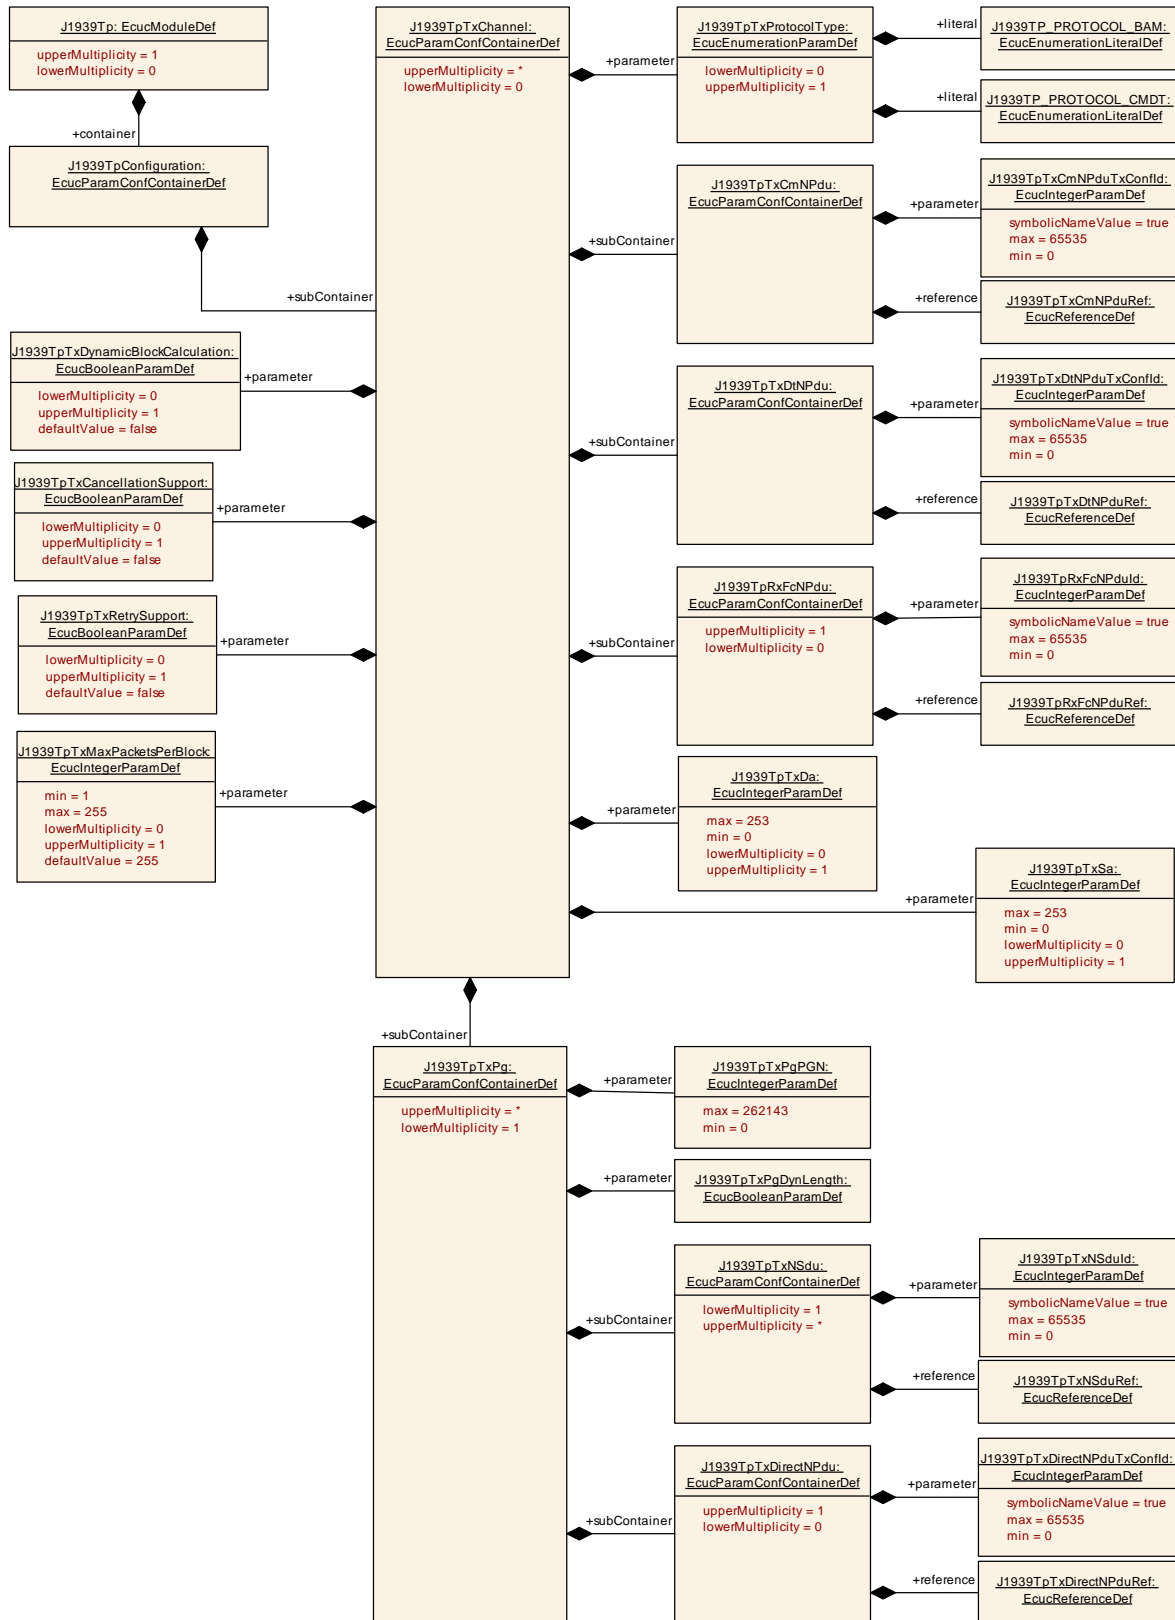 J1939Tp: EcucModuleDef
upperMultiplicity = 1
lowerMultiplicity = 0
+container
J1939TpConfiguration:
EcucParamConfContainerDef
+subContainer
J1939TpTxChannel:
EcucParamConfContainerDef
upperMultiplicity = *
lowerMultiplicity = 0
+parameter
J1939TpTxProtocolType:
EcucEnumerationParamDef
lowerMultiplicity = 0
upperMultiplicity = 1
+literal
J1939TP_PROTOCOL_BAM:
EcucEnumerationLiteralDef
+literal
J1939TP_PROTOCOL_CMDT:
EcucEnumerationLiteralDef
+subContainer
J1939TpTxCmNPdu:
EcucParamConfContainerDef
+parameter
J1939TpTxCmNPduTxConfId:
EcucIntegerParamDef
symbolicNameValue = true
max = 65535
min = 0
+reference
J1939TpTxCmNPduRef:
EcucReferenceDef
J1939TpTxDynamicBlockCalculation:
EcucBooleanParamDef
lowerMultiplicity = 0
upperMultiplicity = 1
defaultValue = false
+parameter
+subContainer
J1939TpTxDtNPdu:
EcucParamConfContainerDef
+parameter
J1939TpTxDtNPduTxConfId:
EcucIntegerParamDef
symbolicNameValue = true
max = 65535
min = 0
+reference
J1939TpTxDtNPduRef:
EcucReferenceDef
J1939TpTxCancellationSupport:
EcucBooleanParamDef
lowerMultiplicity = 0
upperMultiplicity = 1
defaultValue = false
+parameter
J1939TpTxRetrySupport:
EcucBooleanParamDef
lowerMultiplicity = 0
upperMultiplicity = 1
defaultValue = false
+parameter
+subContainer
J1939TpRxFcNPdu:
EcucParamConfContainerDef
upperMultiplicity = 1
lowerMultiplicity = 0
+parameter
J1939TpRxFcNPduId:
EcucIntegerParamDef
symbolicNameValue = true
max = 65535
min = 0
+reference
J1939TpRxFcNPduRef:
EcucReferenceDef
J1939TpTxMaxPacketsPerBlock:
EcucIntegerParamDef
min = 1
max = 255
lowerMultiplicity = 0
upperMultiplicity = 1
defaultValue = 255
+parameter
+parameter
J1939TpTxDa:
EcucIntegerParamDef
max = 253
min = 0
lowerMultiplicity = 0
upperMultiplicity = 1
+parameter
J1939TpTxSa:
EcucIntegerParamDef
max = 253
min = 0
lowerMultiplicity = 0
upperMultiplicity = 1
+subContainer
J1939TpTxPg:
EcucParamConfContainerDef
upperMultiplicity = *
lowerMultiplicity = 1
+parameter
J1939TpTxPgPGN:
EcucIntegerParamDef
max = 262143
min = 0
+parameter
J1939TpTxPgDynLength:
EcucBooleanParamDef
+subContainer
J1939TpTxNSdu:
EcucParamConfContainerDef
lowerMultiplicity = 1
upperMultiplicity = *
+parameter
J1939TpTxNSduId:
EcucIntegerParamDef
symbolicNameValue = true
max = 65535
min = 0
+reference
J1939TpTxNSduRef:
EcucReferenceDef
+subContainer
J1939TpTxDirectNPdu:
EcucParamConfContainerDef
upperMultiplicity = 1
lowerMultiplicity = 0
+parameter
J1939TpTxDirectNPduTxConfId:
EcucIntegerParamDef
symbolicNameValue = true
max = 65535
min = 0
+reference
J1939TpTxDirectNPduRef:
EcucReferenceDef